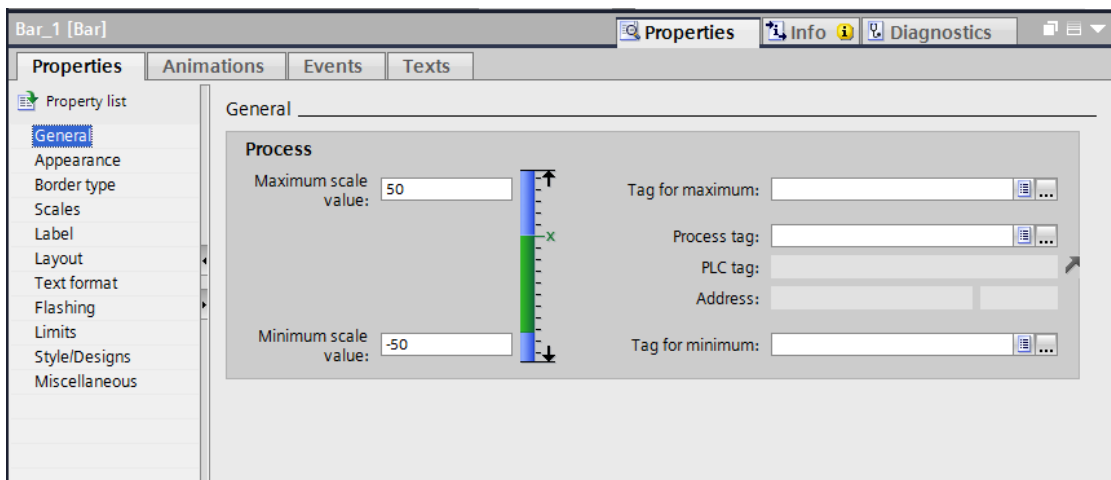 Bar_1 [Bar]
Properties Info Diagnostics
Properties Animations Events Texts
Property list
General
Appearance
Border type
Scales
Label
Layout
Text format
Flashing
Limits
Style/Designs
Miscellaneous
General
Process
Maximum scale
value:
50
x
Minimum scale
value:
-50
Tag for maximum:
...
Process tag:
...
PLC tag:
Address:
Tag for minimum:
...